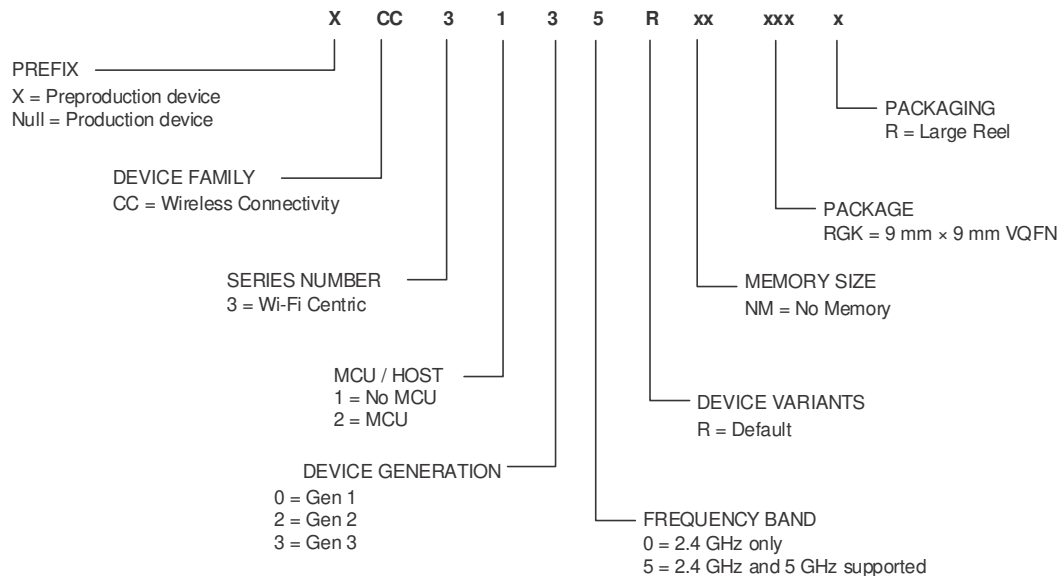 X CC 3 1 3 5 R xx xxx x
PREFIX
X = Preproduction device
Null = Production device
PACKAGING
R = Large Reel
DEVICE FAMILY
CC = Wireless Connectivity
PACKAGE
RGK = 9 mm × 9 mm VQFN
SERIES NUMBER
3 = Wi-Fi Centric
MEMORY SIZE
NM = No Memory
MCU / HOST
1 = No MCU
2 = MCU
DEVICE VARIANTS
R = Default
DEVICE GENERATION
0 = Gen 1
2 = Gen 2
3 = Gen 3
FREQUENCY BAND
0 = 2.4 GHz only
5 = 2.4 GHz and 5 GHz supported